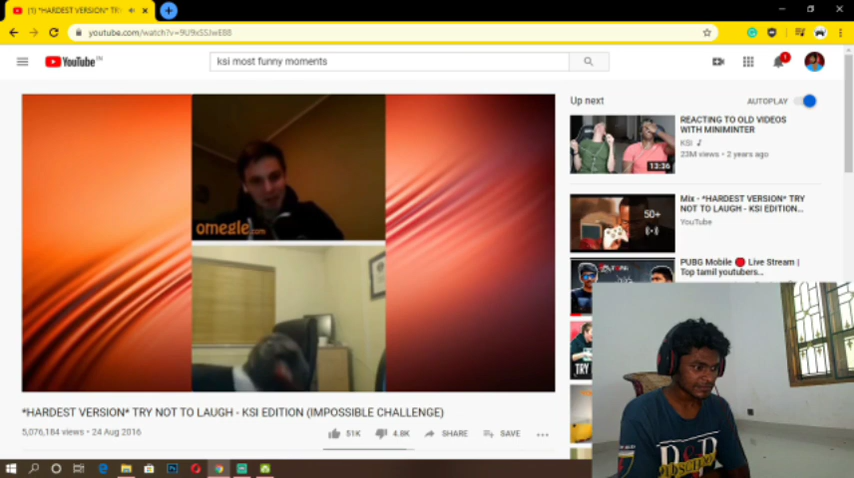 (1) *HARDEST VERSION* TRY
youtube.com/watch?v=9U9xSSJwE88
YouTube IN
ksi most funny moments
1
omegle.com
*HARDEST VERSION* TRY NOT TO LAUGH - KSI EDITION (IMPOSSIBLE CHALLENGE)
5,076,184 views • 24 Aug 2016
51K
4.8K
SHARE
SAVE
Up next
AUTOPLAY
REACTING TO OLD VIDEOS
WITH MINIMINTER
KSI
23M views • 2 years ago
13:36
Mix - *HARDEST VERSION* TRY
NOT TO LAUGH - KSI EDITION...
YouTube
50+
PUBG Mobile 🔴 Live Stream |
Top tamil youtubers...
TRY